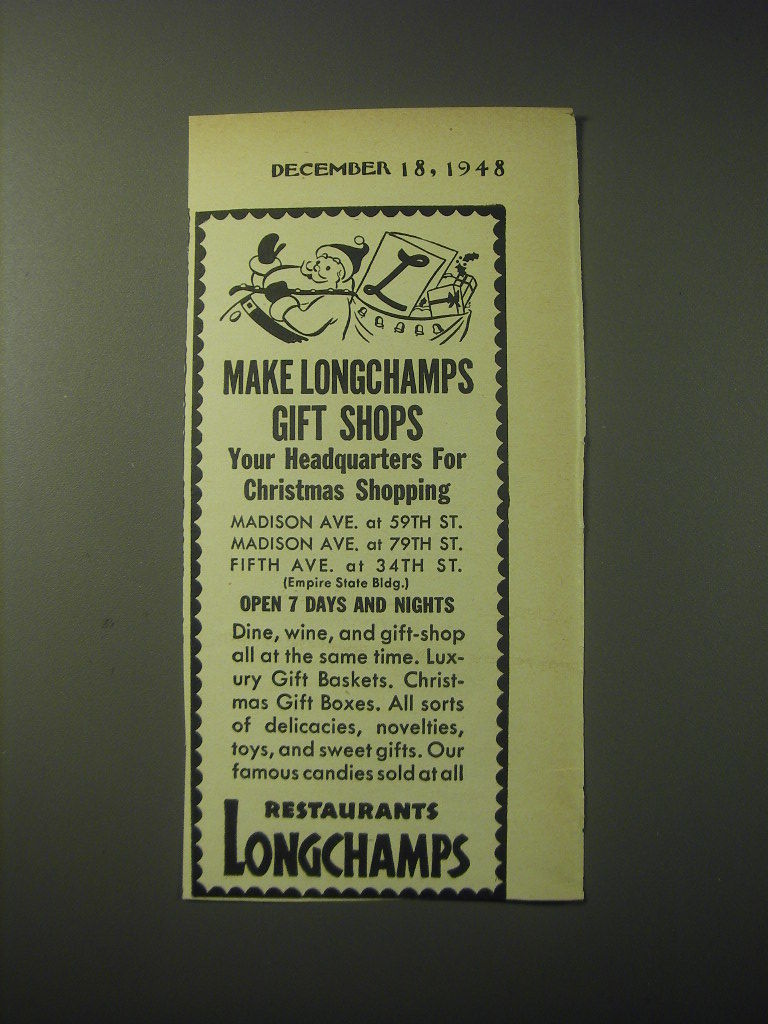 DECEMBER 18, 1948
L
MAKE LONGCHAMPS
GIFT SHOPS
Your Headquarters For
Christmas Shopping
MADISON AVE. at 59TH ST.
MADISON AVE. at 79TH ST.
FIFTH AVE. at 34TH ST.
(Empire State Bldg.)
OPEN 7 DAYS AND NIGHTS
Dine, wine, and gift-shop
all at the same time. Lux-
ury Gift Baskets. Christ-
mas Gift Boxes. All sorts
of delicacies, novelties,
toys, and sweet gifts. Our
famous candies sold at all
RESTAURANTS
LONGCHAMPS